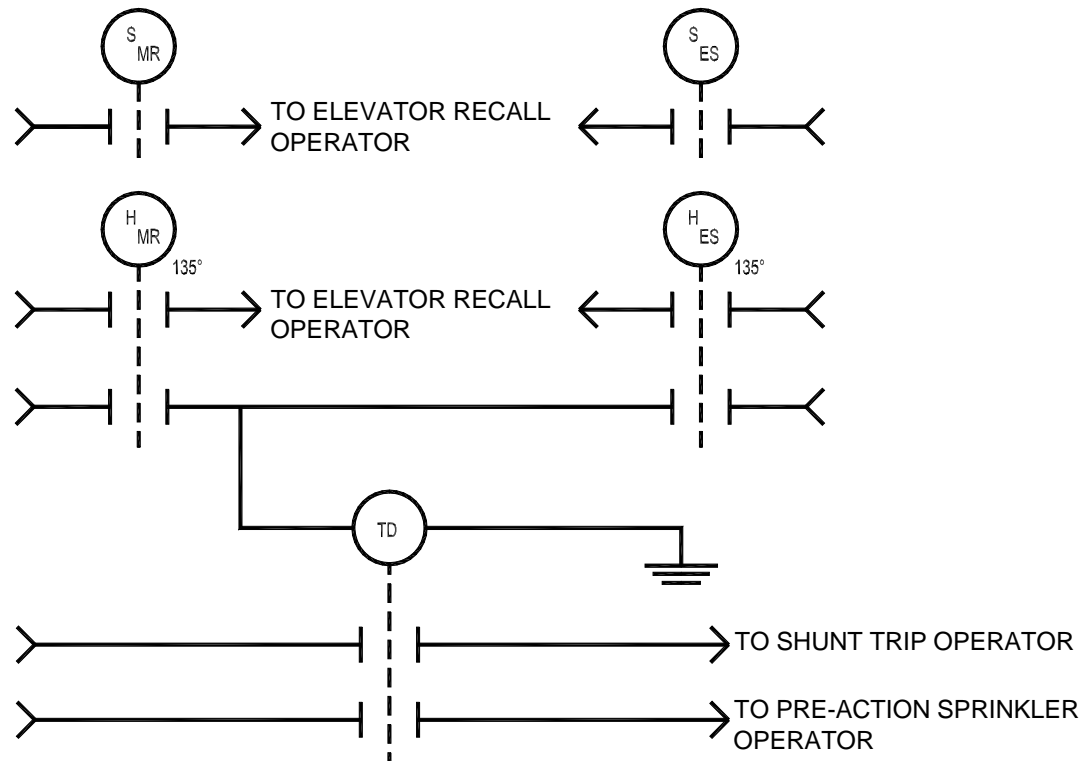 S
MR
S
ES
TO ELEVATOR RECALL
OPERATOR
H
MR
135°
H
ES
135°
TO ELEVATOR RECALL
OPERATOR
TD
TO SHUNT TRIP OPERATOR
TO PRE-ACTION SPRINKLER
OPERATOR